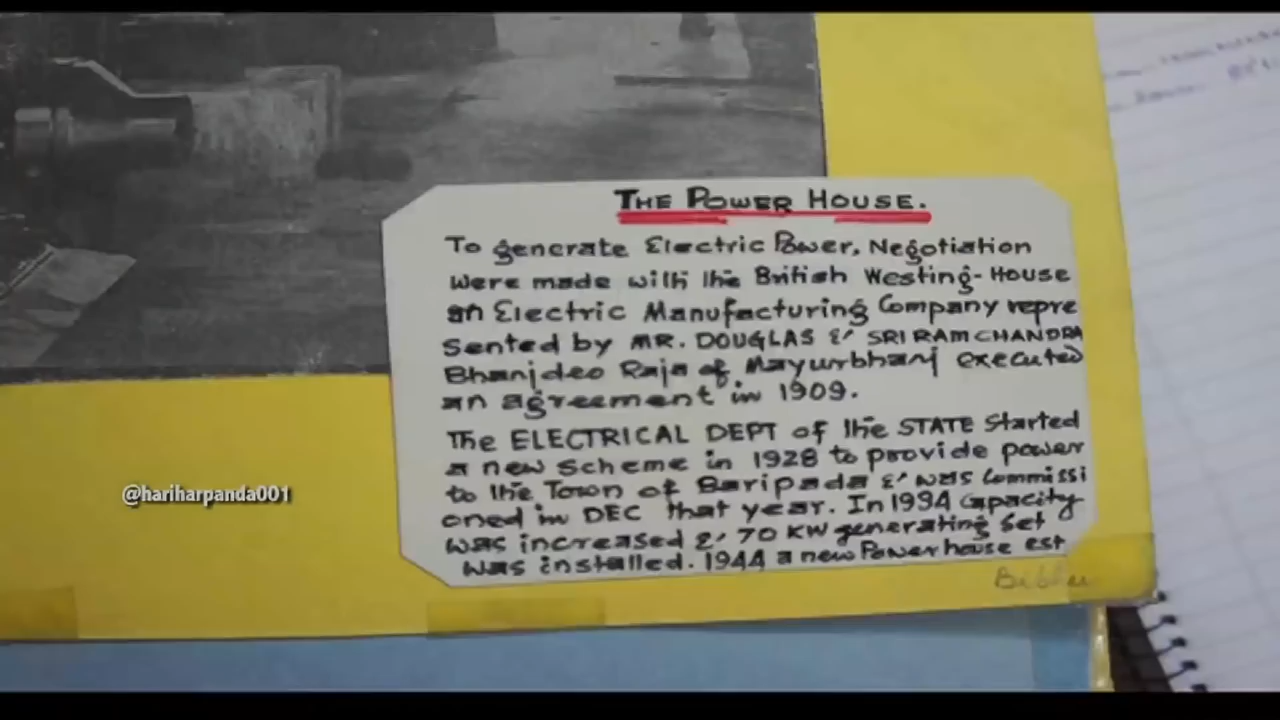 THE POWER HOUSE.
To generate Electric Power, Negotiation
were made with the British Westing-House
an Electric Manufacturing Company repre
sented by MR. DOUGLAS & SRI RAM CHANDRA
Bhanjdeo Raja of Mayurbhanj executed
an agreement in 1909.
The ELECTRICAL DEPT of the STATE Started
a new scheme in 1928 to provide power
to the Town of Baripada & was Commissi
oned in DEC that year. In 1934 Capacity
was increased & 70 KW generating Set
was installed. 1944 a new Powerhouse est
@hariharpanda001